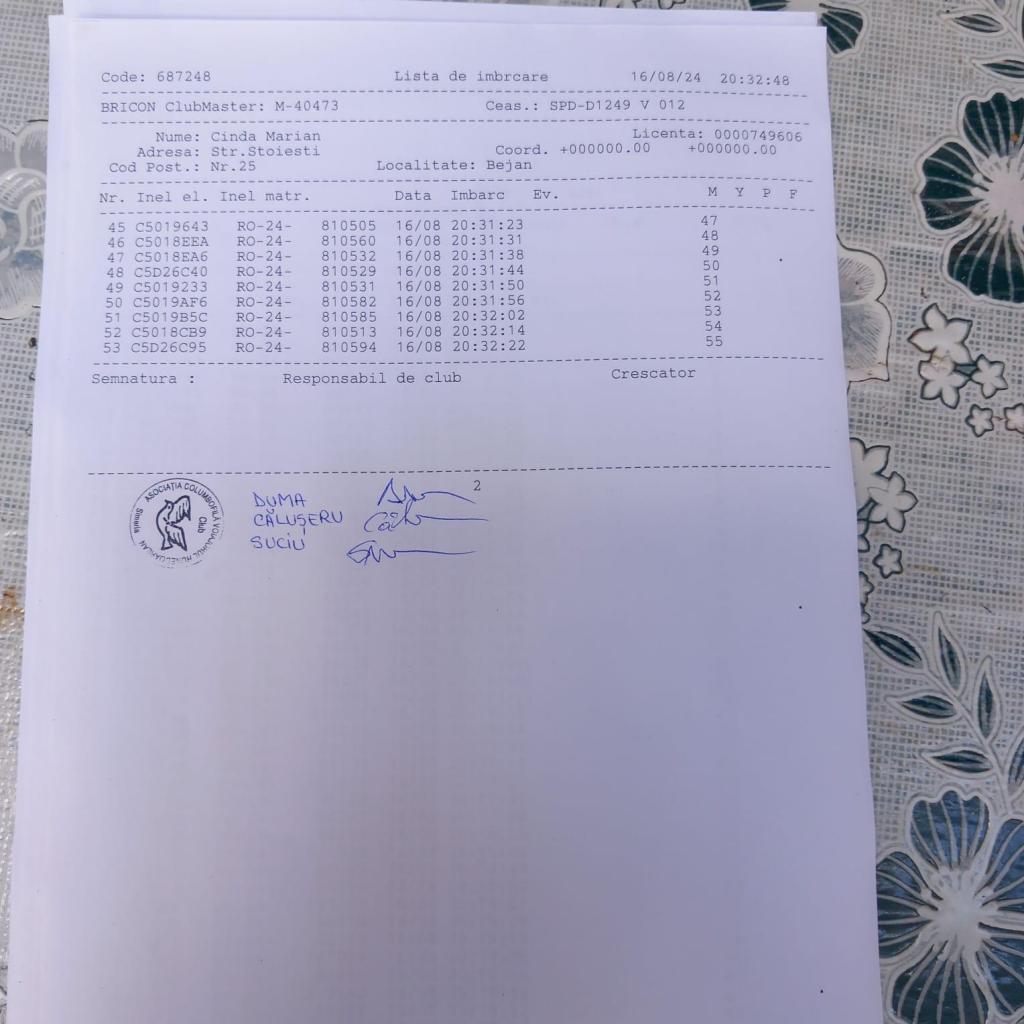 Code: 687248 Lista de imbrcare 16/08/24 20:32:48
BRICON ClubMaster: M-40473 Ceas.: SPD-D1249 V 012
Nume: Cinda Marian Licenta: 0000749606
Adresa: Str.Stoiesti Coord. +000000.00 +000000.00
Cod Post.: Nr.25 Localitate: Bejan
Nr. Inel el. Inel matr. Data Imbarc Ev. M Y P F
45 C5019643 RO-24- 810505 16/08 20:31:23 47
46 C5018EEA RO-24- 810560 16/08 20:31:31 48
47 C5018EA6 RO-24- 810532 16/08 20:31:38 49
48 C5D26C40 RO-24- 810529 16/08 20:31:44 50
49 C5019233 RO-24- 810531 16/08 20:31:50 51
50 C5019AF6 RO-24- 810582 16/08 20:31:56 52
51 C5019B5C RO-24- 810585 16/08 20:32:02 53
52 C5018CB9 RO-24- 810513 16/08 20:32:14 54
53 C5D26C95 RO-24- 810594 16/08 20:32:22 55
Semnatura : Responsabil de club Crescator
2
ASOCIAȚIA COLUMBOFILĂ VOIAJORUL HUNEDOREAN
Club
Simeria
DUMA
CĂLUȘERU
SUCIU